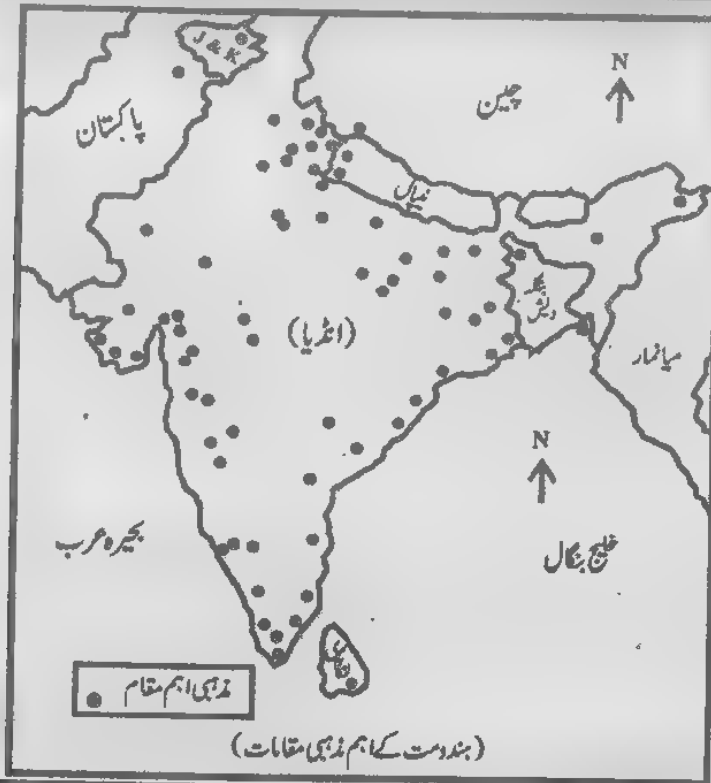 J & K
N
چین
پاکستان
نیپال
بنگلہ
دیش
(انڈیا)
میانمار
N
بحیرہ عرب
خلیج بنگال
سری
لنکا
مذہبی اہم مقام
(ہندومت کے اہم مذہبی مقامات)